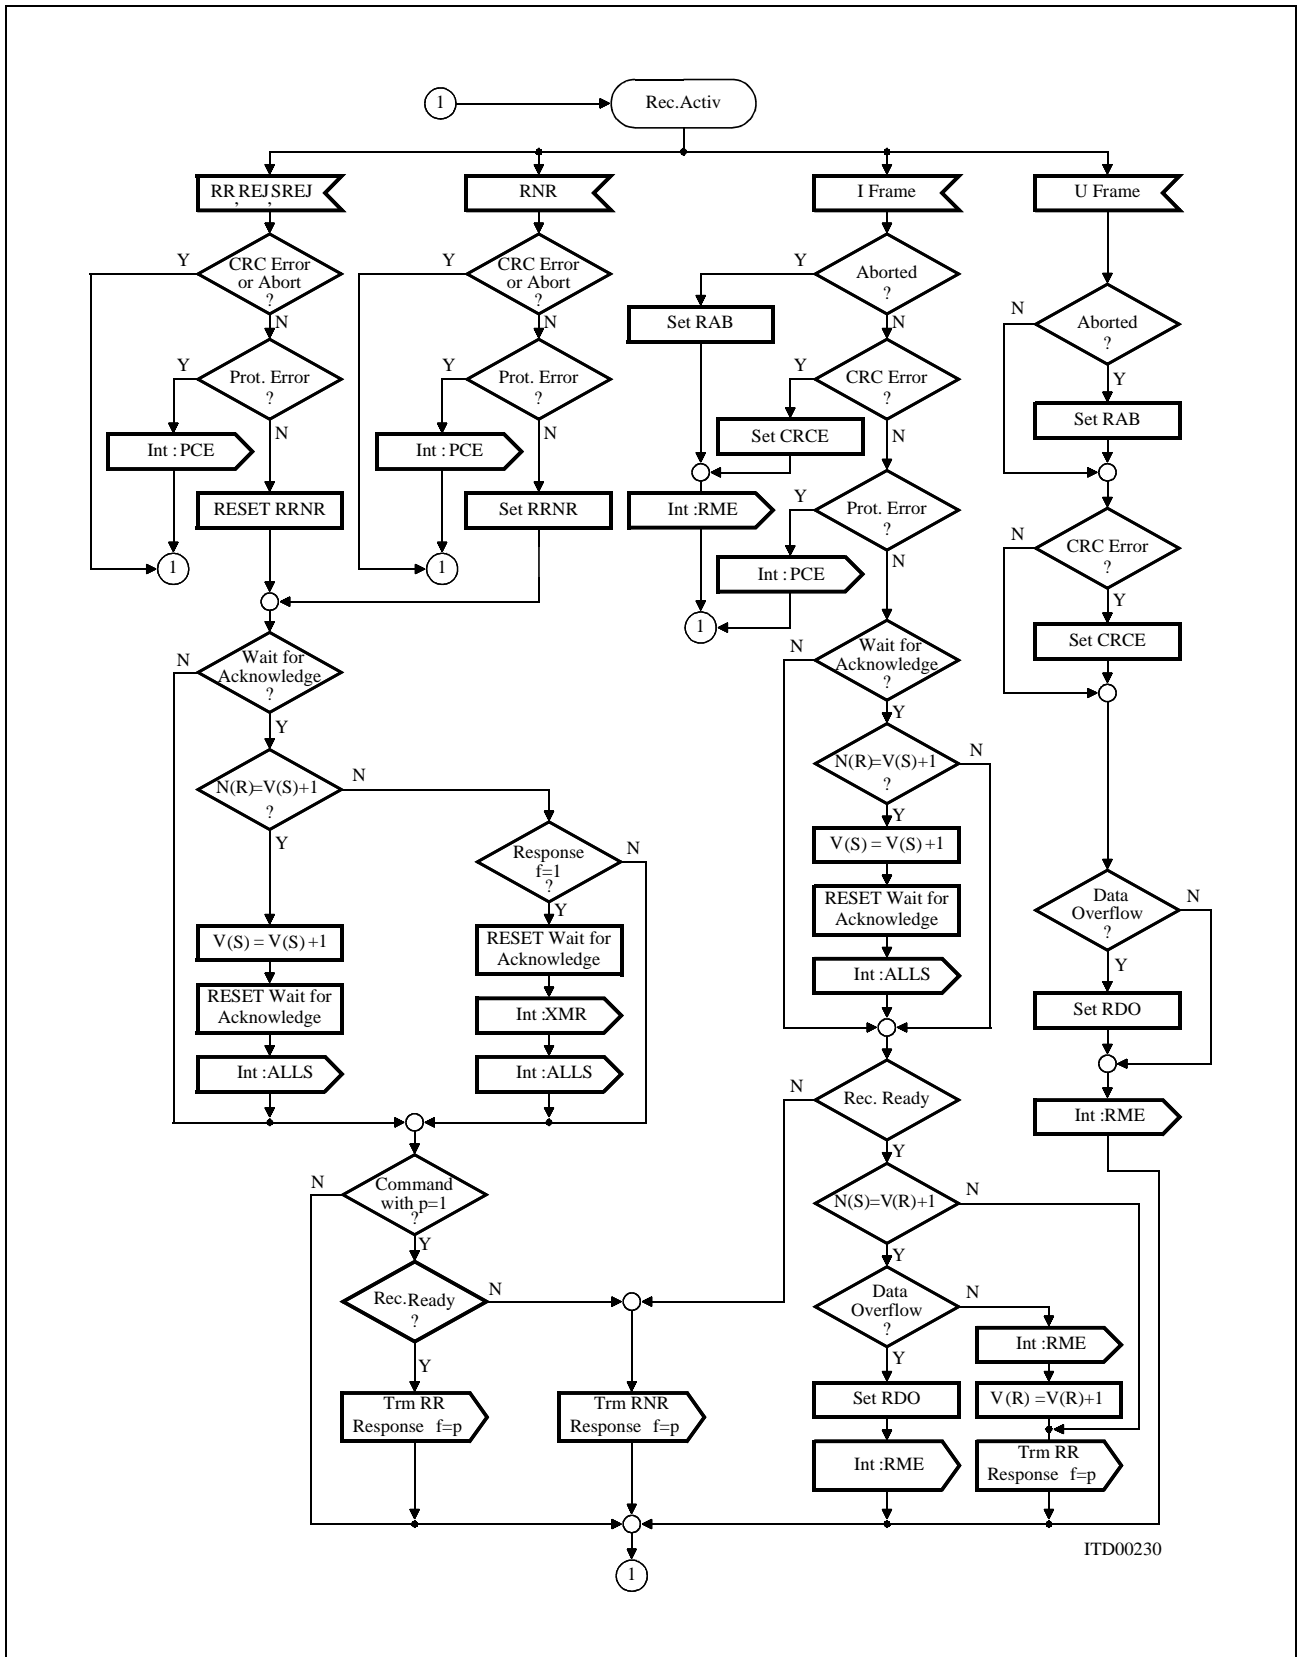 1
Rec.Activ
RR, REJ, SREJ
RNR
I Frame
U Frame
Y
CRC Error
or Abort
?
N
Y
Prot. Error
?
N
Int : PCE
RESET RRNR
1
Y
CRC Error
or Abort
?
N
Y
Prot. Error
?
N
Int : PCE
Set RRNR
1
Wait for
Acknowledge
?
N
Y
N(R)=V(S)+1
?
N
Y
Response
f=1
?
N
Y
V(S) = V(S) +1
RESET Wait for
Acknowledge
Int :ALLS
RESET Wait for
Acknowledge
Int :XMR
Int :ALLS
Command
with p=1
?
N
Y
Rec. Ready
?
N
Y
Trm RR
Response f=p
Trm RNR
Response f=p
Y
Aborted
?
N
Set RAB
Y
CRC Error
?
N
Set CRCE
Int :RME
Y
Prot. Error
?
N
Int : PCE
1
N
Wait for
Acknowledge
?
Y
N(R)=V(S)+1
?
N
Y
V(S) = V(S) +1
RESET Wait for
Acknowledge
Int :ALLS
N
Rec. Ready
Y
N(S)=V(R)+1
N
Y
Data
Overflow
?
N
Y
Set RDO
Int :RME
Int :RME
V(R) =V(R)+1
Trm RR
Response f=p
N
Aborted
?
Y
Set RAB
N
CRC Error
?
Y
Set CRCE
Data
Overflow
?
N
Y
Set RDO
Int :RME
1
ITD00230